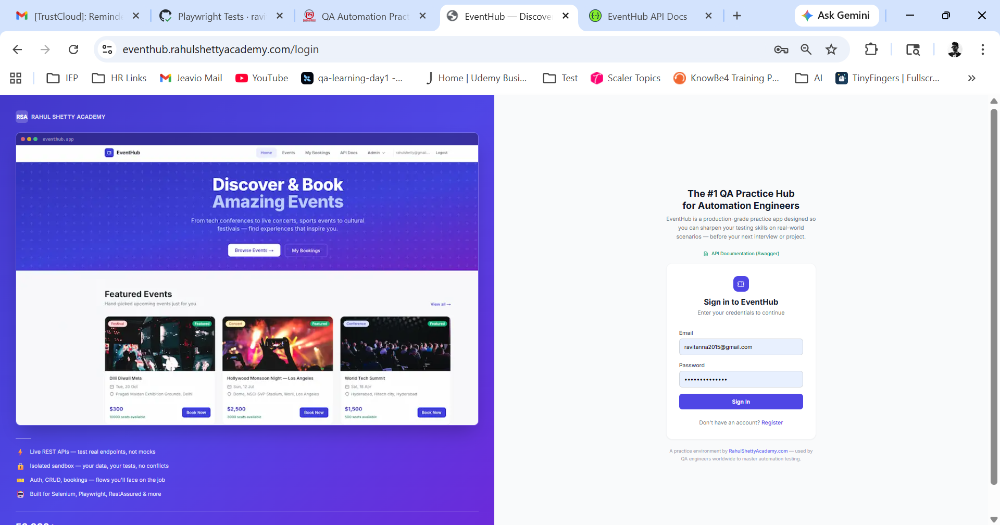 [TrustCloud]: Remind
Playwright Tests · ravi
QA Automation Pract
EventHub — Discove
EventHub API Docs
Ask Gemini
eventhub.rahulshettyacademy.com/login
IEP
HR Links
Jeavio Mail
YouTube
qa-learning-day1 -...
Home | Udemy Busi...
Test
Scaler Topics
KnowBe4 Training P...
AI
TinyFingers | Fullscr...
RSA RAHUL SHETTY ACADEMY
eventhub.app
EventHub
Home
Events
My Bookings
API Docs
Admin
rahulshetty@gmail....
Logout
Discover & Book
Amazing Events
From tech conferences to live concerts, sports events to cultural
festivals — find experiences that inspire you.
Browse Events →
My Bookings
Featured Events
Hand-picked upcoming events just for you
View all →
Festival
Featured
Concert
Featured
Conference
Featured
Dilli Diwali Mela
Tue, 20 Oct
Pragati Maidan Exhibition Grounds, Delhi
$300
10000 seats available
Book Now
Hollywood Monsoon Night — Los Angeles
Sun, 12 Jul
Dome, NSCI SVP Stadium, Worli, Los Angeles
$2,500
3000 seats available
Book Now
World Tech Summit
Sat, 18 Apr
Hyderabad, Hitech city, Hyderabad
$1,500
500 seats available
Book Now
Live REST APIs — test real endpoints, not mocks
Isolated sandbox — your data, your tests, no conflicts
Auth, CRUD, bookings — flows you'll face on the job
Built for Selenium, Playwright, RestAssured & more
The #1 QA Practice Hub
for Automation Engineers
EventHub is a production-grade practice app designed so
you can sharpen your testing skills on real-world
scenarios — before your next interview or project.
API Documentation (Swagger)
Sign in to EventHub
Enter your credentials to continue
Email
ravitanna2015@gmail.com
Password
••••••••••••••
Sign In
Don't have an account? Register
A practice environment by RahulShettyAcademy.com — used by
QA engineers worldwide to master automation testing.